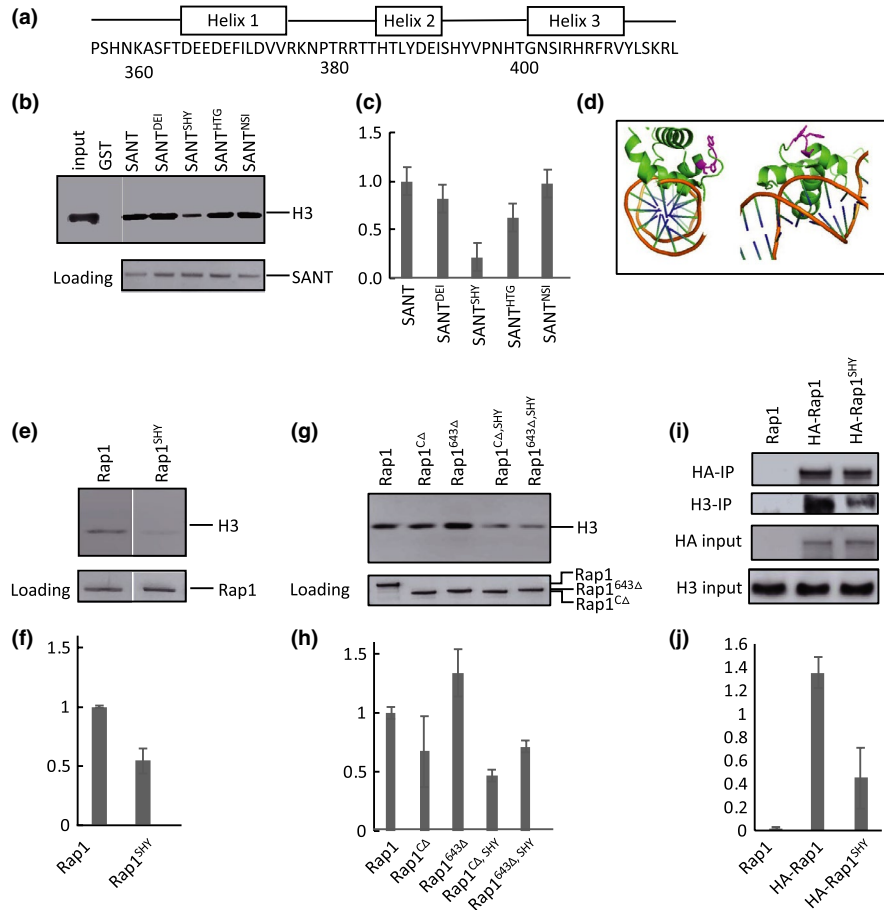 (a)
Helix 1 Helix 2 Helix 3
PSHNKASFTDEEDEFILDVVRKNPTRRTTHTLYDEISHYVPNHTGNSIRHRFRVYLSKRL
360 380 400
(b)
input
GST
SANT
SANT^DEI
SANT^SHY
SANT^HTG
SANT^NSI
H3
Loading
SANT
(c)
1.5
1.0
0.5
0.0
SANT
SANT^DEI
SANT^SHY
SANT^HTG
SANT^NSI
(d)
(e)
Rap1
Rap1^SHY
H3
Loading
Rap1
(f)
1.5
1
0.5
0
Rap1
Rap1^SHY
(g)
Rap1
Rap1^CΔ
Rap1^643Δ
Rap1^CΔ,SHY
Rap1^643Δ,SHY
H3
Loading
Rap1
Rap1^643Δ
Rap1^CΔ
(h)
1.5
1
0.5
0
Rap1
Rap1^CΔ
Rap1^643Δ
Rap1^CΔ, SHY
Rap1^643Δ, SHY
(i)
Rap1
HA-Rap1
HA-Rap1^SHY
HA-IP
H3-IP
HA input
H3 input
(j)
1.6
1.4
1.2
1
0.8
0.6
0.4
0.2
0
Rap1
HA-Rap1
HA-Rap1^SHY